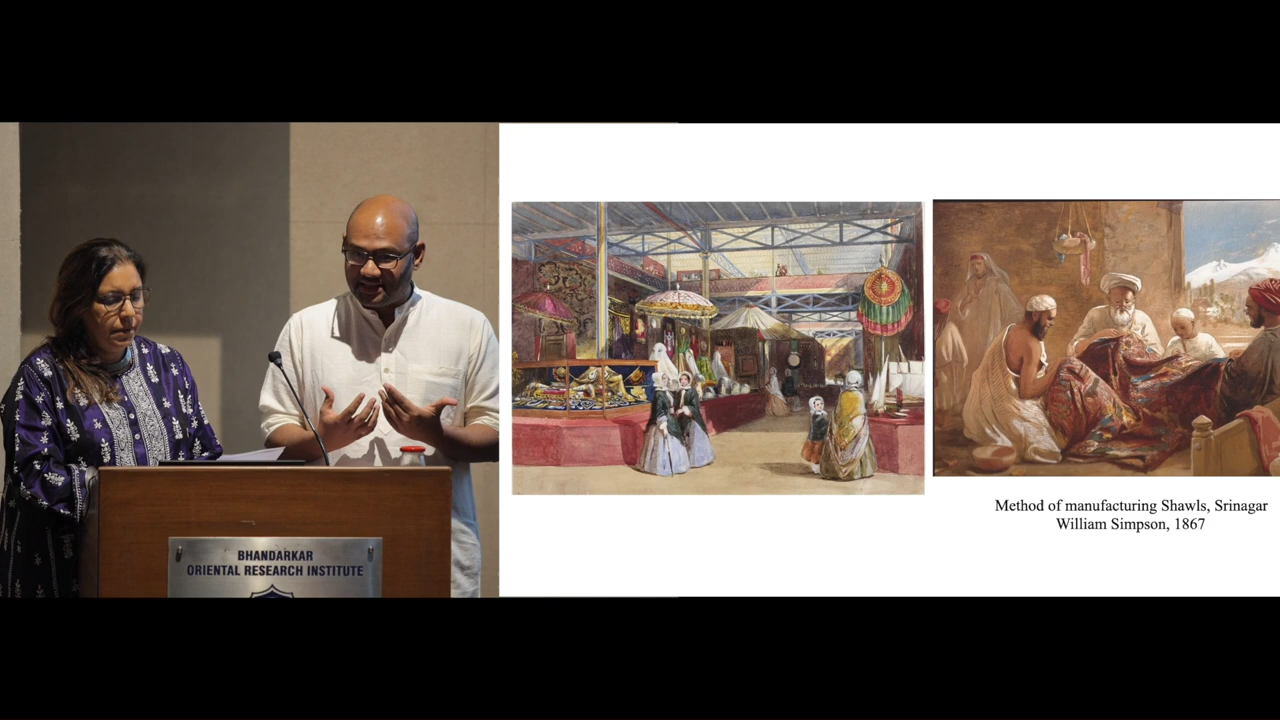 BHANDARKAR
ORIENTAL RESEARCH INSTITUTE
Method of manufacturing Shawls, Srinagar
William Simpson, 1867